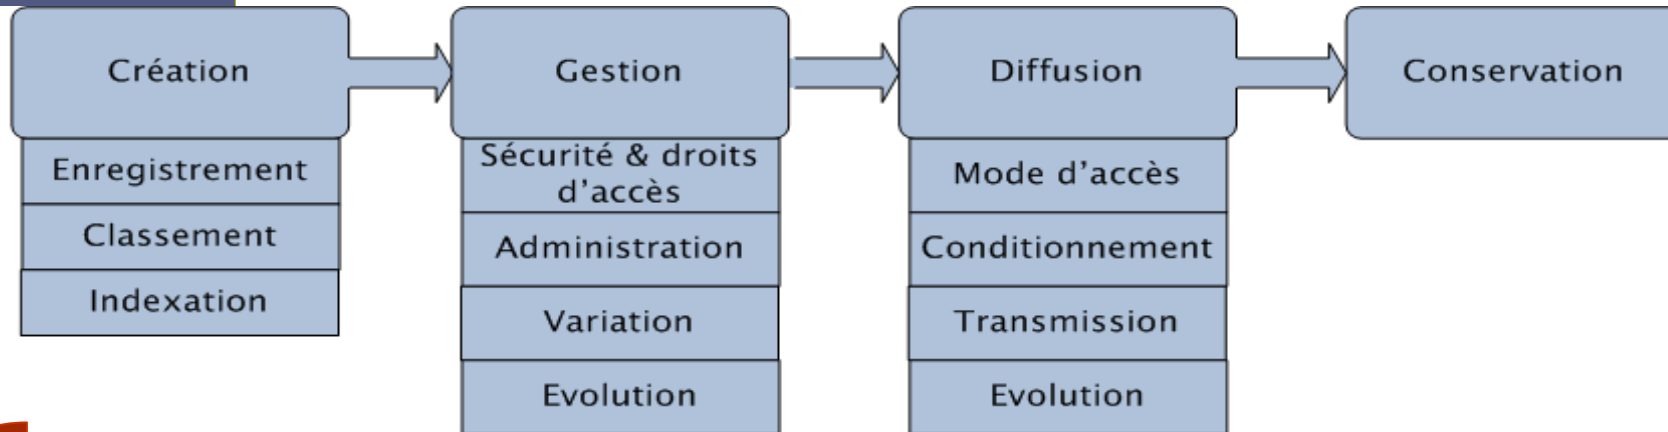 Création
Enregistrement
Classement
Indexation
Gestion
Sécurité & droits
d’accès
Administration
Variation
Evolution
Diffusion
Mode d’accès
Conditionnement
Transmission
Evolution
Conservation